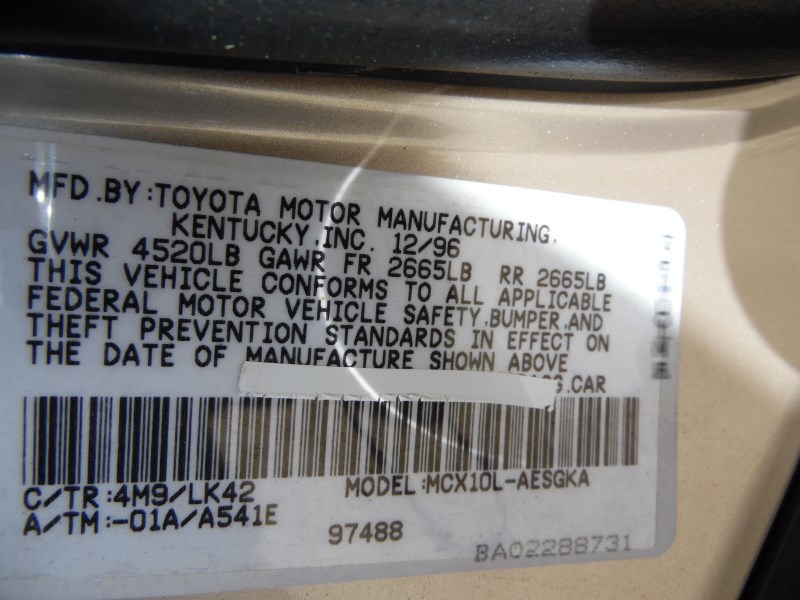 MFD.BY:TOYOTA MOTOR MANUFACTURING,
KENTUCKY,INC. 12/96
GVWR 4520LB GAWR FR 2665LB RR 2665LB
THIS VEHICLE CONFORMS TO ALL APPLICABLE
FEDERAL MOTOR VEHICLE SAFETY,BUMPER,AND
THEFT PREVENTION STANDARDS IN EFFECT ON
THE DATE OF MANUFACTURE SHOWN ABOVE
CAR
C/TR:4M9/LK42 MODEL:MCX10L-AESGKA
A/TM:-01A/A541E 97488
BA02288731